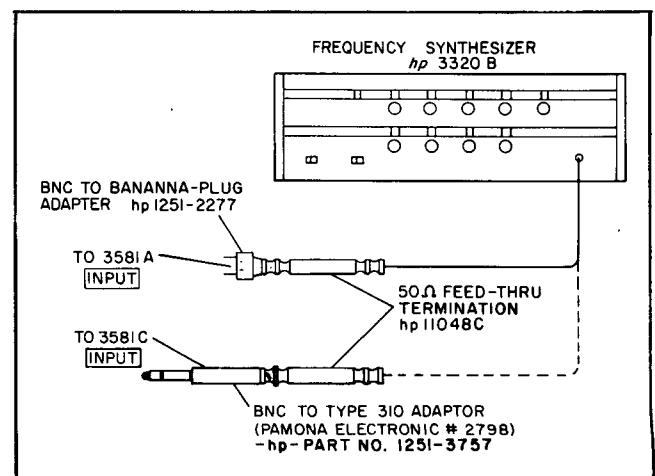 FREQUENCY SYNTHESIZER
hp 3320 B
BNC TO BANANNA-PLUG
ADAPTER hp 1251-2277
TO 3581A
INPUT
50Ω FEED-THRU
TERMINATION
hp 11048C
TO 3581C
INPUT
BNC TO TYPE 310 ADAPTOR
(PAMONA ELECTRONIC # 2798)
-hp- PART NO. 1251-3757